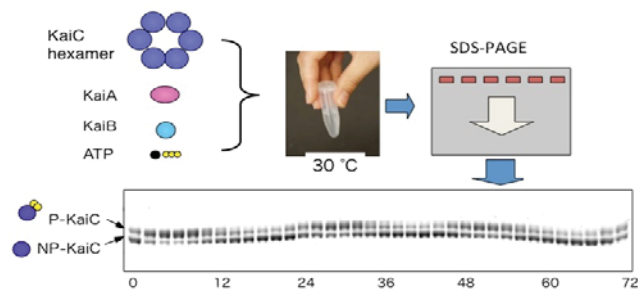 KaiC
hexamer
KaiA
KaiB
ATP
30 °C
SDS-PAGE
P-KaiC
NP-KaiC
0 12 24 36 48 60 72